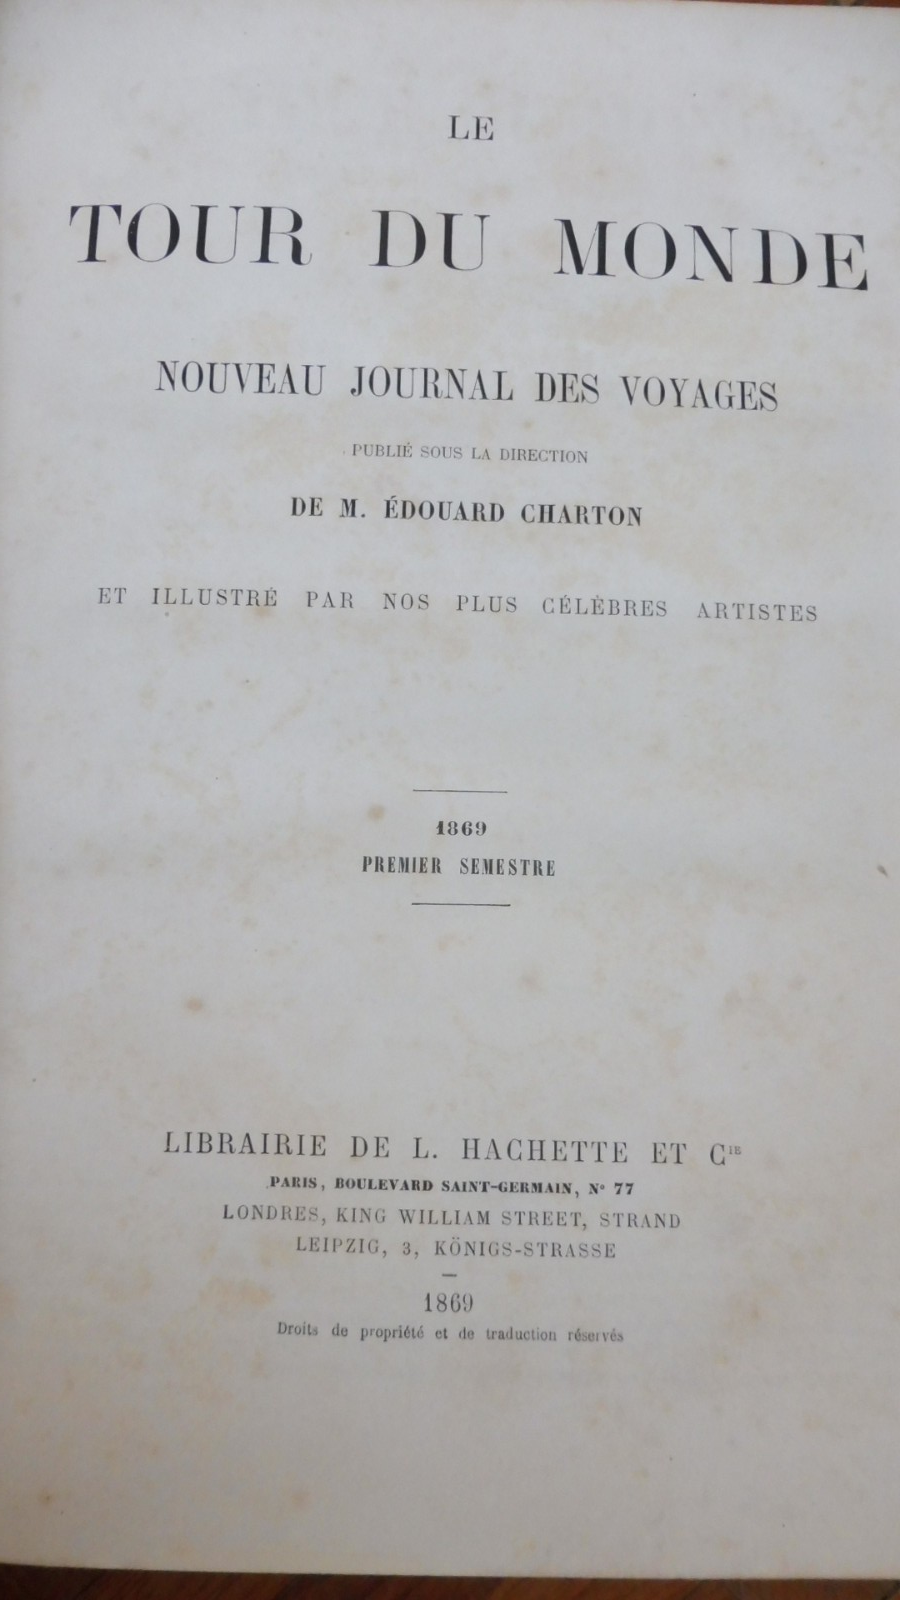 LE
TOUR DU MONDE
NOUVEAU JOURNAL DES VOYAGES
PUBLIÉ SOUS LA DIRECTION
DE M. ÉDOUARD CHARTON
ET ILLUSTRÉ PAR NOS PLUS CÉLÈBRES ARTISTES
1869
PREMIER SEMESTRE
LIBRAIRIE DE L. HACHETTE ET Cⁱᴱ
PARIS, BOULEVARD SAINT-GERMAIN, N° 77
LONDRES, KING WILLIAM STREET, STRAND
LEIPZIG, 3, KÖNIGS-STRASSE
1869
Droits de propriété et de traduction réservés